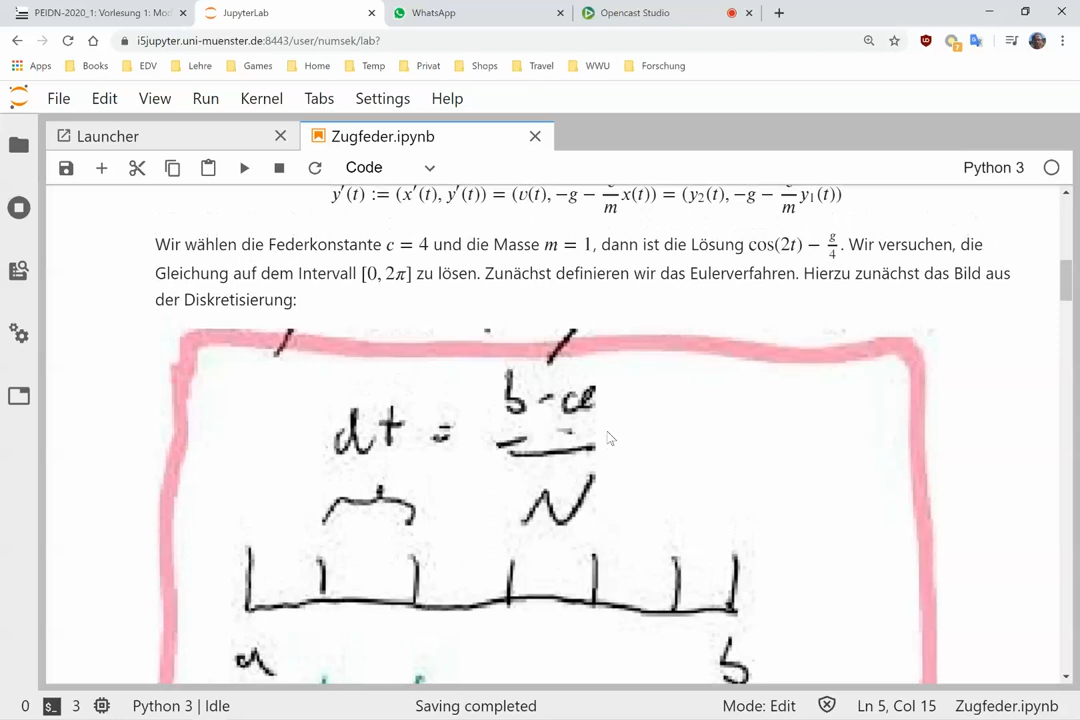 PEIDN-2020_1: Vorlesung 1: Mod
JupyterLab
WhatsApp
Opencast Studio
i5jupyter.uni-muenster.de:8443/user/numsek/lab?
Apps Books EDV Lehre Games Home Temp Privat Shops Travel WWU Forschung
File Edit View Run Kernel Tabs Settings Help
Launcher
Zugfeder.ipynb
Code
Python 3
y′(t) := (x′(t), y′(t)) = (v(t), −g − c/m x(t)) = (y₂(t), −g − c/m y₁(t))
Wir wählen die Federkonstante c = 4 und die Masse m = 1, dann ist die Lösung cos(2t) − g/4. Wir versuchen, die
Gleichung auf dem Intervall [0, 2π] zu lösen. Zunächst definieren wir das Eulerverfahren. Hierzu zunächst das Bild aus
der Diskretisierung:
dt = b-a
N
a b
0 3 Python 3 | Idle Saving completed Mode: Edit Ln 5, Col 15 Zugfeder.ipynb